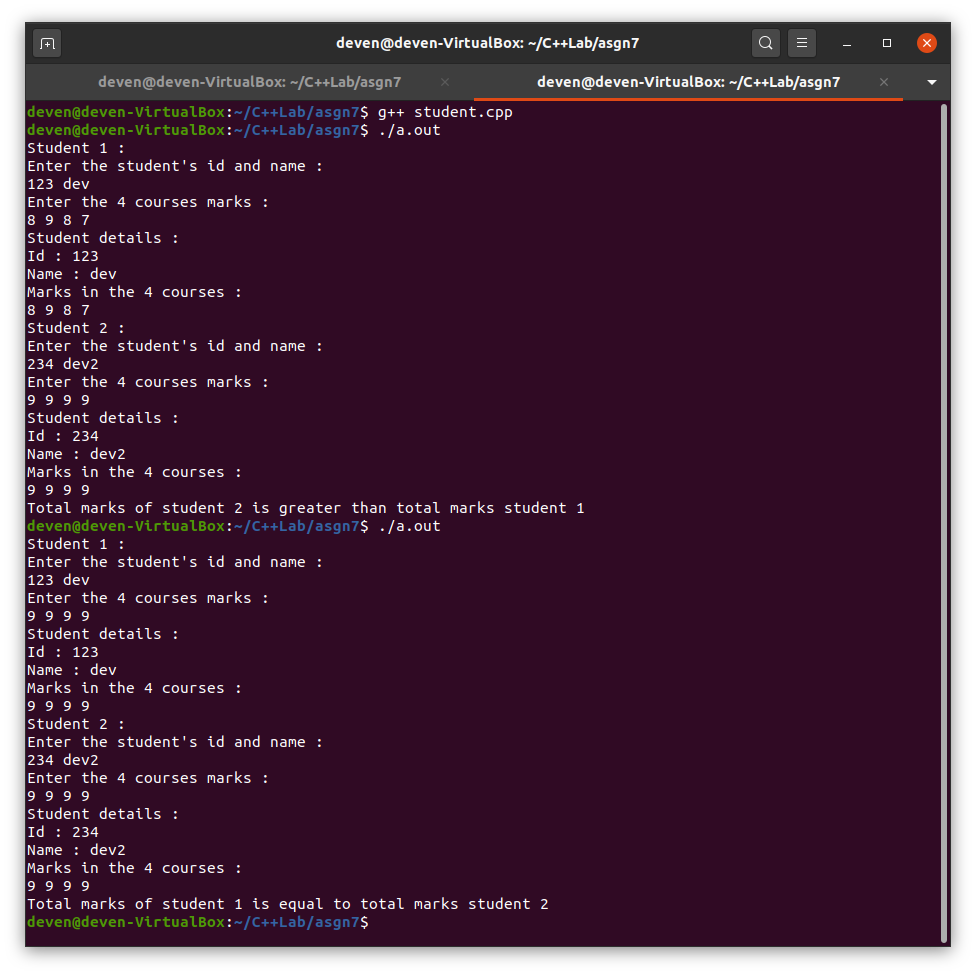 deven@deven-VirtualBox: ~/C++Lab/asgn7
deven@deven-VirtualBox: ~/C++Lab/asgn7
deven@deven-VirtualBox: ~/C++Lab/asgn7
deven@deven-VirtualBox:~/C++Lab/asgn7$ g++ student.cpp
deven@deven-VirtualBox:~/C++Lab/asgn7$ ./a.out
Student 1 :
Enter the student's id and name :
123 dev
Enter the 4 courses marks :
8 9 8 7
Student details :
Id : 123
Name : dev
Marks in the 4 courses :
8 9 8 7
Student 2 :
Enter the student's id and name :
234 dev2
Enter the 4 courses marks :
9 9 9 9
Student details :
Id : 234
Name : dev2
Marks in the 4 courses :
9 9 9 9
Total marks of student 2 is greater than total marks student 1
deven@deven-VirtualBox:~/C++Lab/asgn7$ ./a.out
Student 1 :
Enter the student's id and name :
123 dev
Enter the 4 courses marks :
9 9 9 9
Student details :
Id : 123
Name : dev
Marks in the 4 courses :
9 9 9 9
Student 2 :
Enter the student's id and name :
234 dev2
Enter the 4 courses marks :
9 9 9 9
Student details :
Id : 234
Name : dev2
Marks in the 4 courses :
9 9 9 9
Total marks of student 1 is equal to total marks student 2
deven@deven-VirtualBox:~/C++Lab/asgn7$